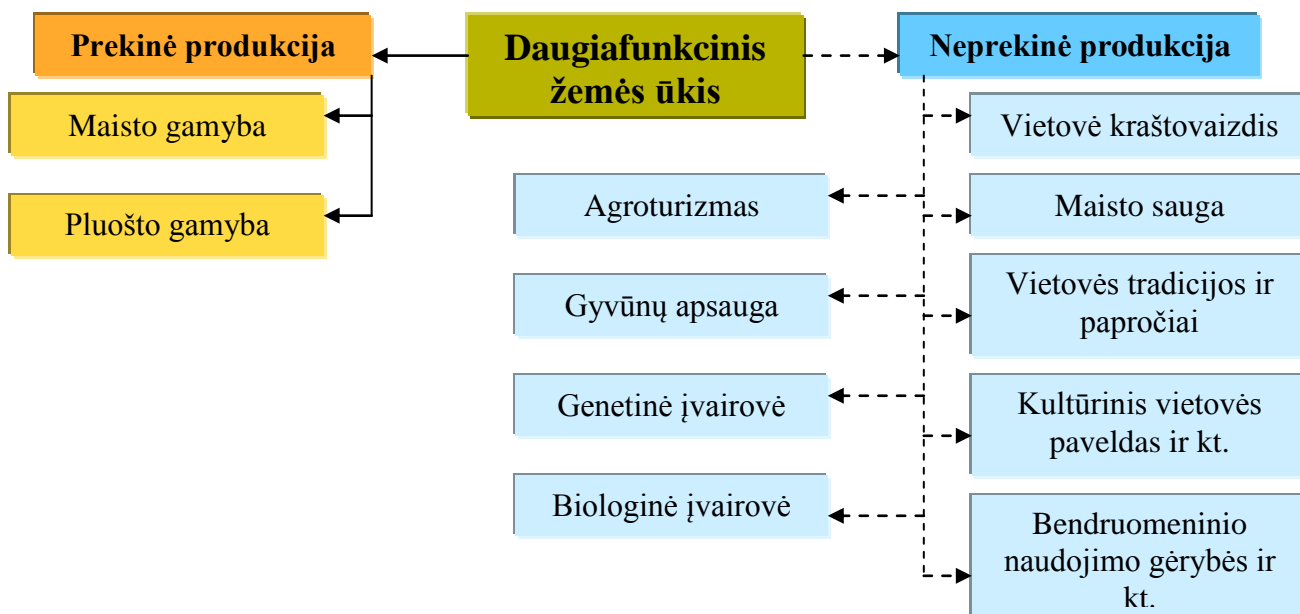 Prekinė produkcija
Daugiafunkcinis
žemės ūkis
Neprekinė produkcija
Maisto gamyba
Pluošto gamyba
Agroturizmas
Gyvūnų apsauga
Genetinė įvairovė
Biologinė įvairovė
Vietovė kraštovaizdis
Maisto sauga
Vietovės tradicijos ir
papročiai
Kultūrinis vietovės
paveldas ir kt.
Bendruomeninio
naudojimo gėrybės ir
kt.